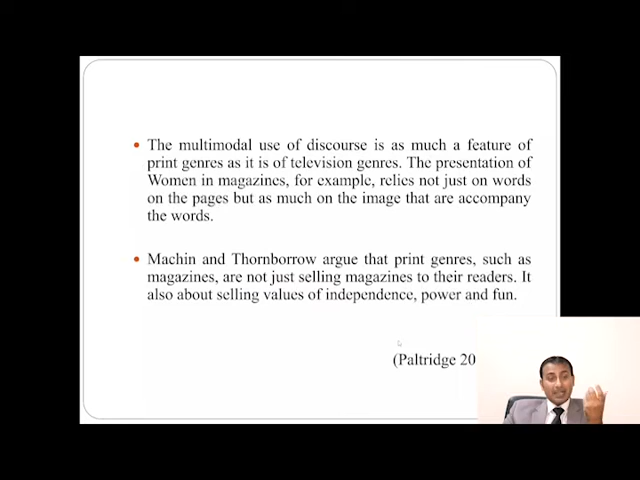 The multimodal use of discourse is as much a feature of
print genres as it is of television genres. The presentation of
Women in magazines, for example, relies not just on words
on the pages but as much on the image that are accompany
the words.
Machin and Thornborrow argue that print genres, such as
magazines, are not just selling magazines to their readers. It
also about selling values of independence, power and fun.
(Paltridge 20